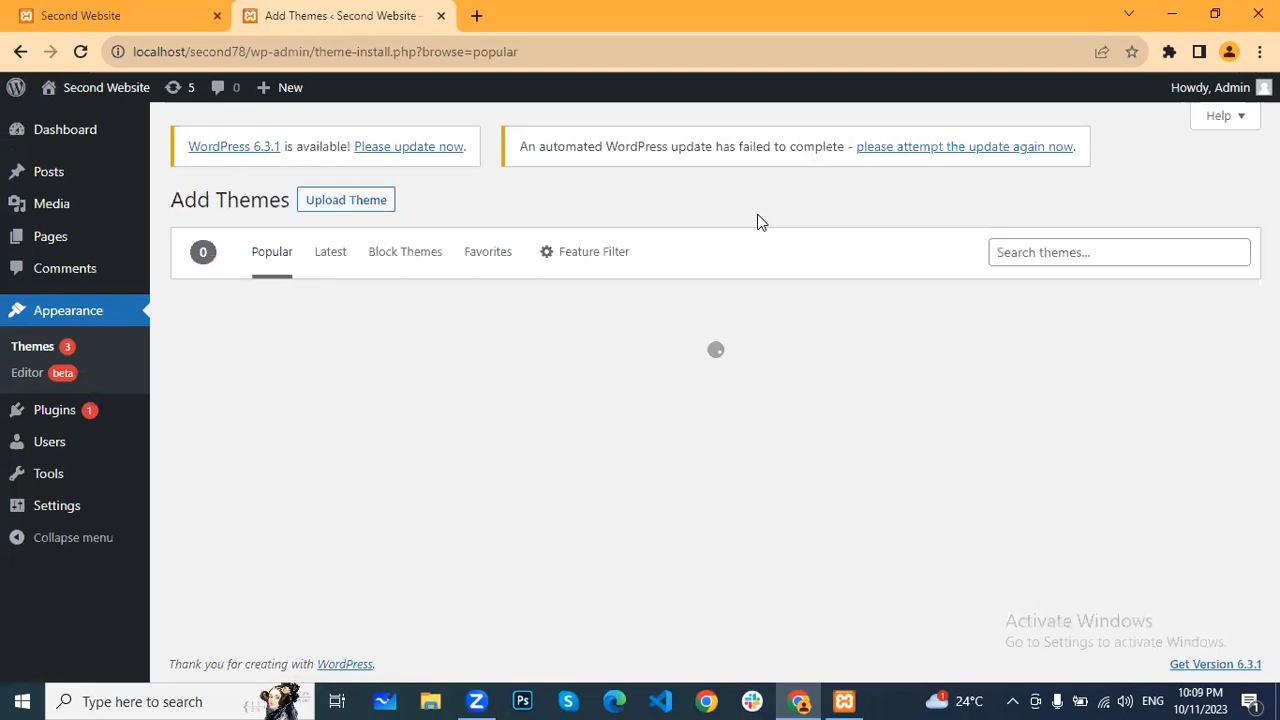 Second Website
Add Themes ‹ Second Website –
localhost/second78/wp-admin/theme-install.php?browse=popular
Second Website 5 0 New
Howdy, Admin
Help
Dashboard
Posts
Media
Pages
Comments
Appearance
Themes 3
Editor beta
Plugins 1
Users
Tools
Settings
Collapse menu
WordPress 6.3.1 is available! Please update now.
An automated WordPress update has failed to complete - please attempt the update again now.
Add Themes Upload Theme
0 Popular Latest Block Themes Favorites Feature Filter Search themes...
Activate Windows
Go to Settings to activate Windows.
Thank you for creating with WordPress.
Get Version 6.3.1
Type here to search
Ps
1
24°C
ENG
10:09 PM
10/11/2023
1